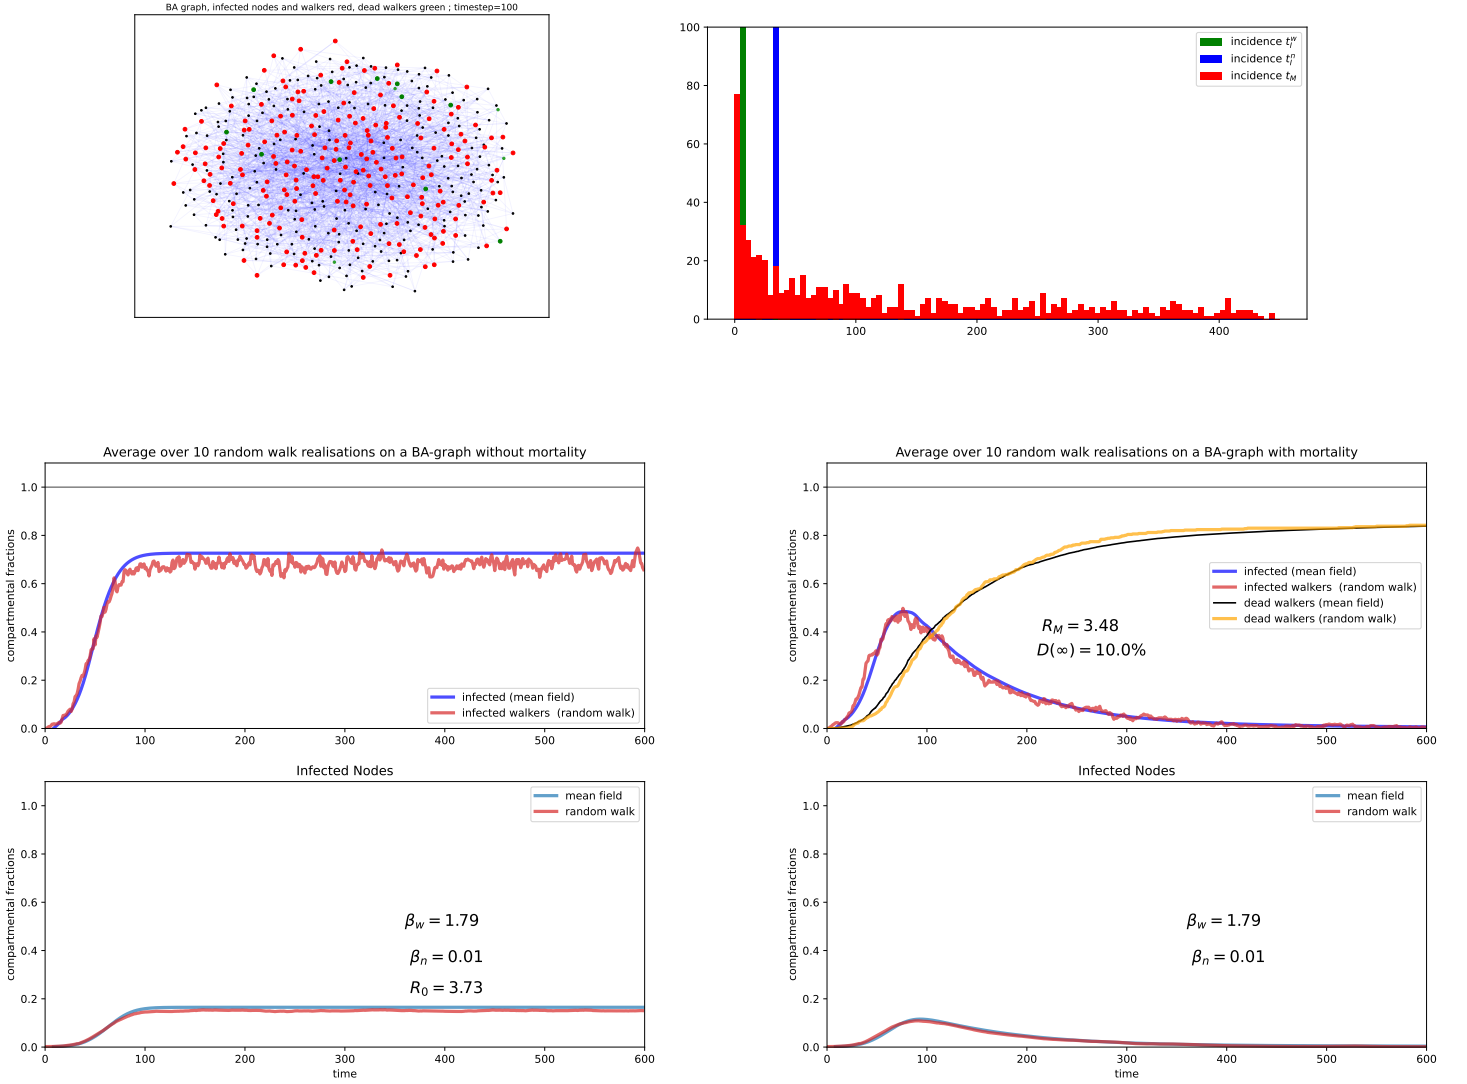 BA graph, infected nodes and walkers red, dead walkers green ; timestep=100
100
80
60
40
20
0
0 100 200 300 400
incidence t_I^w
incidence t_I^n
incidence t_M
Average over 10 random walk realisations on a BA-graph without mortality
compartmental fractions
1.0
0.8
0.6
0.4
0.2
0.0
0 100 200 300 400 500 600
infected (mean field)
infected walkers (random walk)
Average over 10 random walk realisations on a BA-graph with mortality
compartmental fractions
1.0
0.8
0.6
0.4
0.2
0.0
0 100 200 300 400 500 600
infected (mean field)
infected walkers (random walk)
dead walkers (mean field)
dead walkers (random walk)
R_M = 3.48
D(∞) = 10.0%
Infected Nodes
compartmental fractions
1.0
0.8
0.6
0.4
0.2
0.0
0 100 200 300 400 500 600
time
mean field
random walk
β_w = 1.79
β_n = 0.01
R_0 = 3.73
Infected Nodes
compartmental fractions
1.0
0.8
0.6
0.4
0.2
0.0
0 100 200 300 400 500 600
time
mean field
random walk
β_w = 1.79
β_n = 0.01